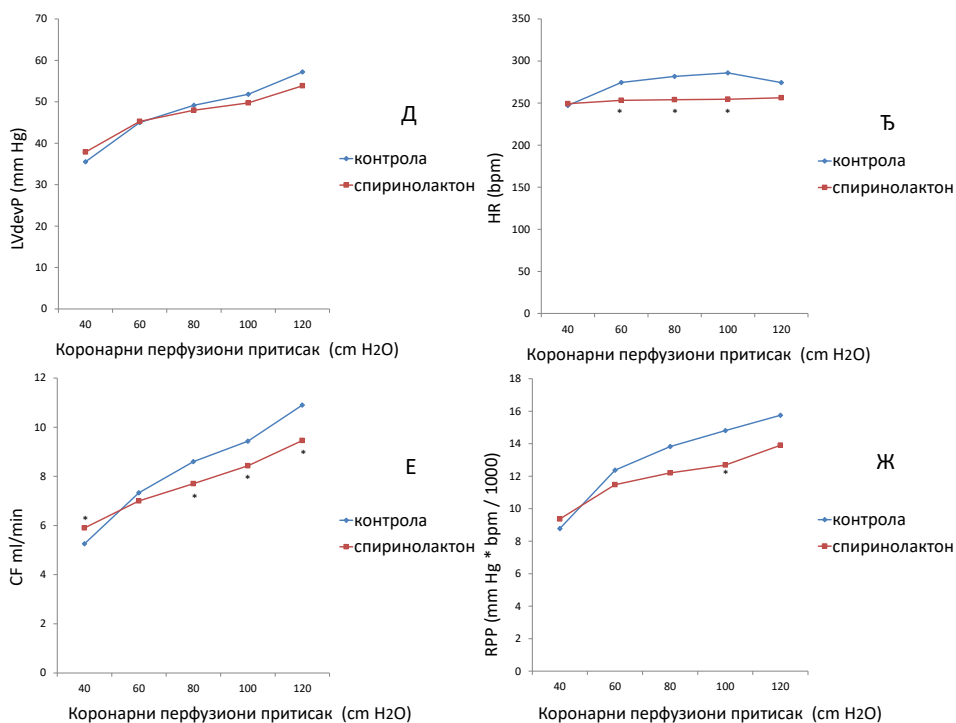 70
60
50
40
30
20
10
0
LVdevP (mm Hg)
40 60 80 100 120
Коронарни перфузиони притисак (cm H2O)
Д
контрола
спиринолактон
350
300
250
200
150
100
50
0
HR (bpm)
* * *
40 60 80 100 120
Коронарни перфузиони притисак (cm H2O)
Ђ
контрола
спиринолактон
12
10
8
6
4
2
0
CF ml/min
* * * *
40 60 80 100 120
Коронарни перфузиони притисак (cm H2O)
Е
контрола
спиринолактон
18
16
14
12
10
8
6
4
2
0
RPP (mm Hg * bpm / 1000)
*
40 60 80 100 120
Коронарни перфузиони притисак (cm H2O)
Ж
контрола
спиринолактон